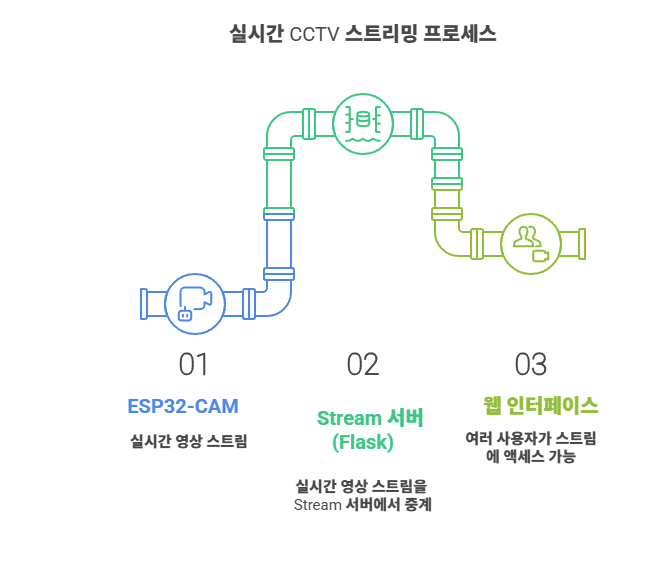 실시간 CCTV 스트리밍 프로세스
01
ESP32-CAM
실시간 영상 스트림
02
Stream 서버
(Flask)
실시간 영상 스트림을
Stream 서버에서 중계
03
웹 인터페이스
여러 사용자가 스트림
에 액세스 가능